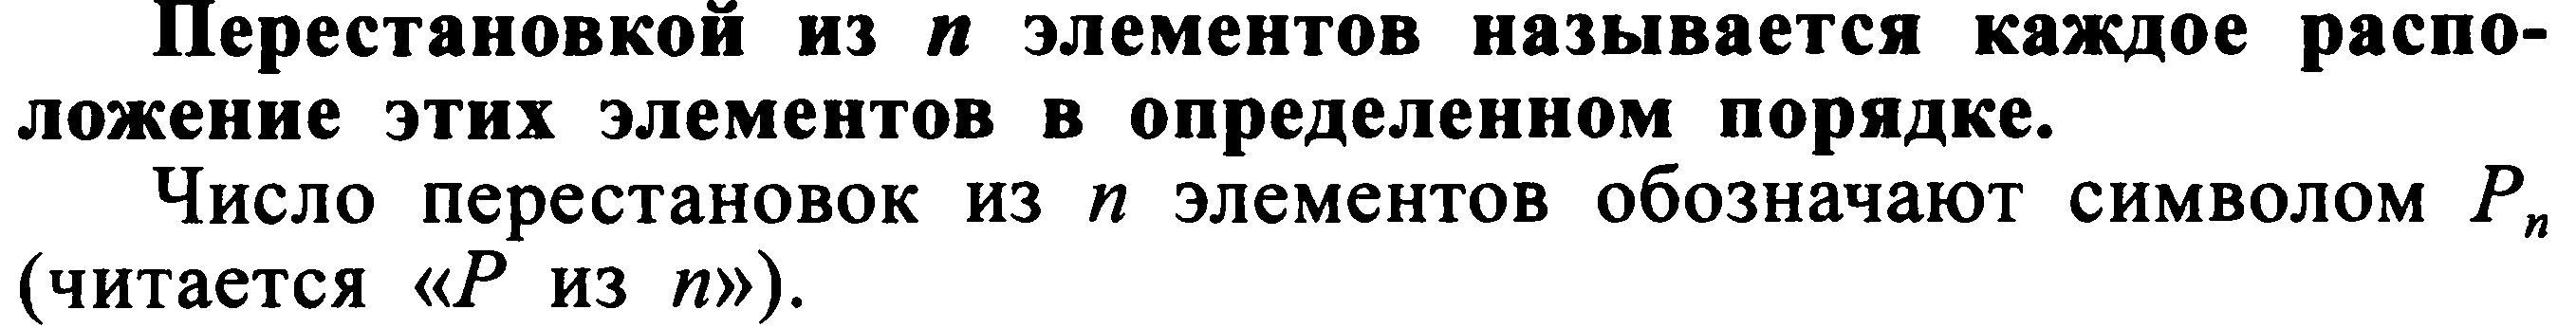 Перестановкой из n элементов называется каждое распо-
ложение этих элементов в определенном порядке.
Число перестановок из n элементов обозначают символом Pₙ
(читается «P из n»).